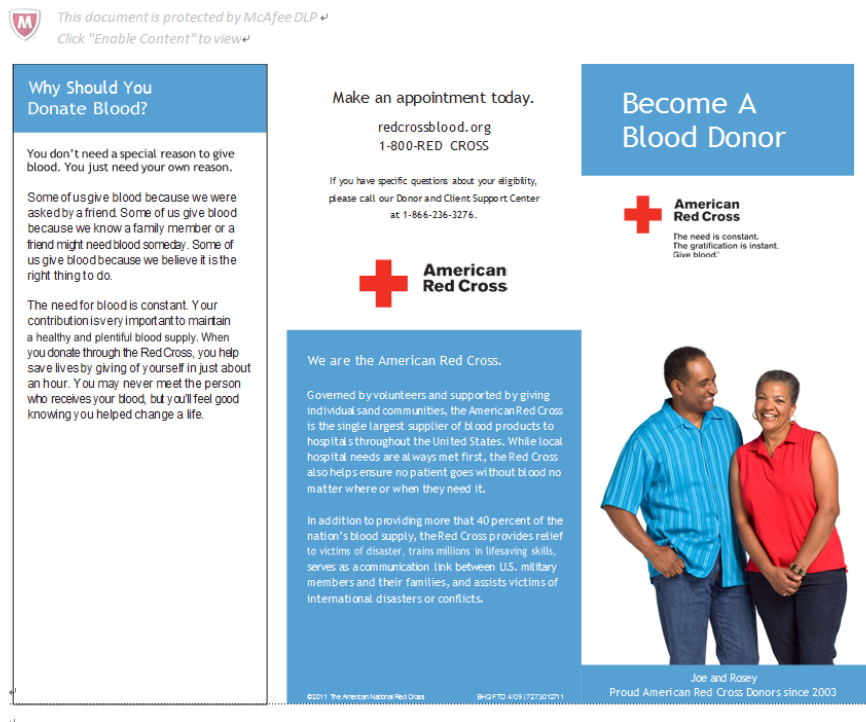 This document is protected by McAfee DLP
Click "Enable Content" to view
Why Should You
Donate Blood?
You don't need a special reason to give
blood. You just need your own reason.
Some of us give blood because we were
asked by a friend. Some of us give blood
because we know a family member or a
friend might need blood someday. Some of
us give blood because we believe it is the
right thing to do.
The need for blood is constant. Your
contribution is very important to maintain
a healthy and plentiful blood supply. When
you donate through the Red Cross, you help
save lives by giving of yourself in just about
an hour. You may never meet the person
who receives your blood, but you'll feel good
knowing you helped change a life.
Make an appointment today.
redcrossblood.org
1-800-RED CROSS
If you have specific questions about your eligibility,
please call our Donor and Client Support Center
at 1-866-236-3276.
American
Red Cross
We are the American Red Cross.
Governed by volunteers and supported by giving
individuals and communities, the American Red Cross
is the single largest supplier of blood products to
hospitals throughout the United States. While local
hospital needs are always met first, the Red Cross
also helps ensure no patient goes without blood no
matter where or when they need it.
In addition to providing more that 40 percent of the
nation's blood supply, the Red Cross provides relief
to victims of disaster, trains millions in lifesaving skills,
serves as a communication link between U.S. military
members and their families, and assists victims of
international disasters or conflicts.
©2011 The American National Red Cross
Become A
Blood Donor
American
Red Cross
The need is constant.
The gratification is instant.
Give blood.
Joe and Rosey
Proud American Red Cross Donors since 2003